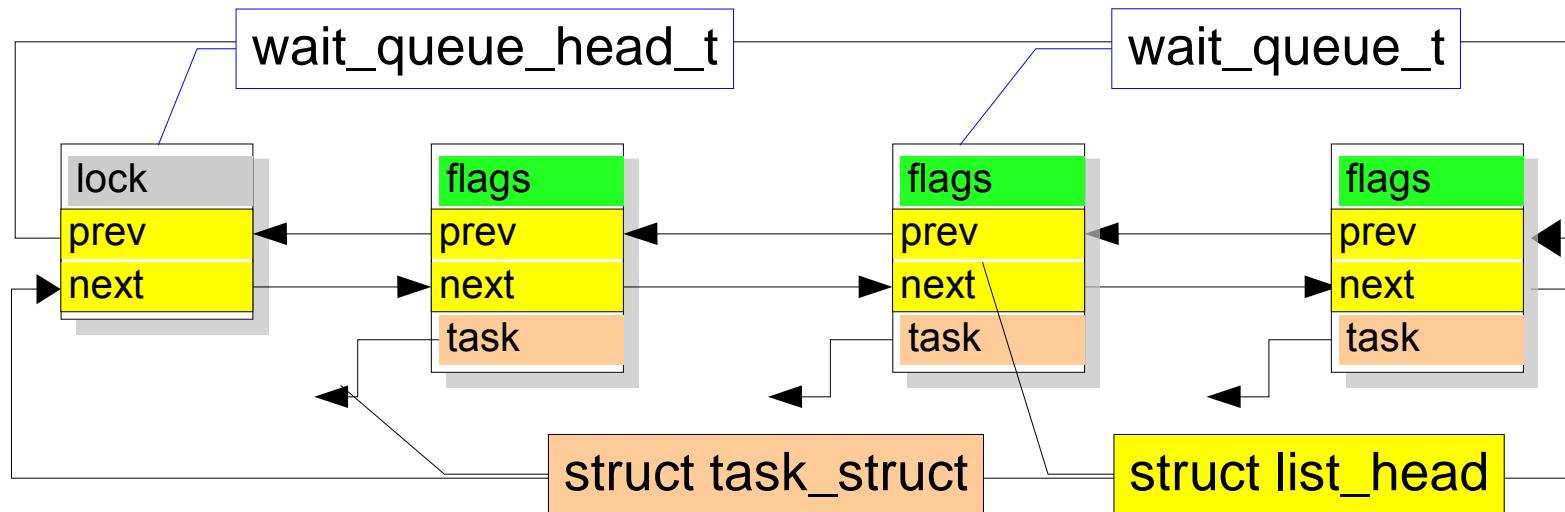 wait_queue_head_t
wait_queue_t
lock
prev
next
flags
prev
next
task
flags
prev
next
task
flags
prev
next
task
struct task_struct
struct list_head